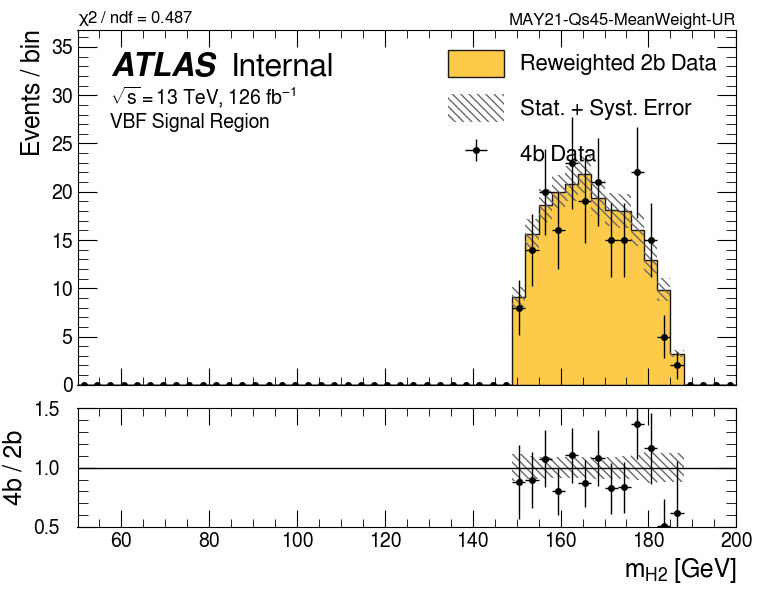 χ2 / ndf = 0.487
MAY21-Qs45-MeanWeight-UR
ATLAS Internal
√s = 13 TeV, 126 fb⁻¹
VBF Signal Region
Reweighted 2b Data
Stat. + Syst. Error
4b Data
Events / bin
35
30
25
20
15
10
5
0
4b / 2b
1.5
1.0
0.5
60 80 100 120 140 160 180 200
mH2 [GeV]